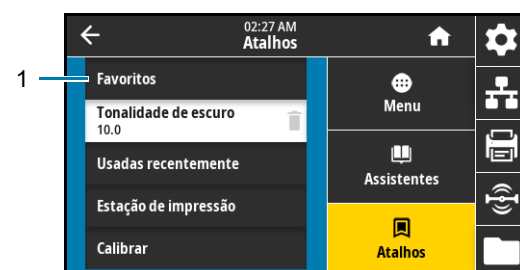 02:27 AM
Atalhos
1
Favoritos
Tonalidade de escuro
10.0
Usadas recentemente
Estação de impressão
Calibrar
Menu
Assistentes
Atalhos